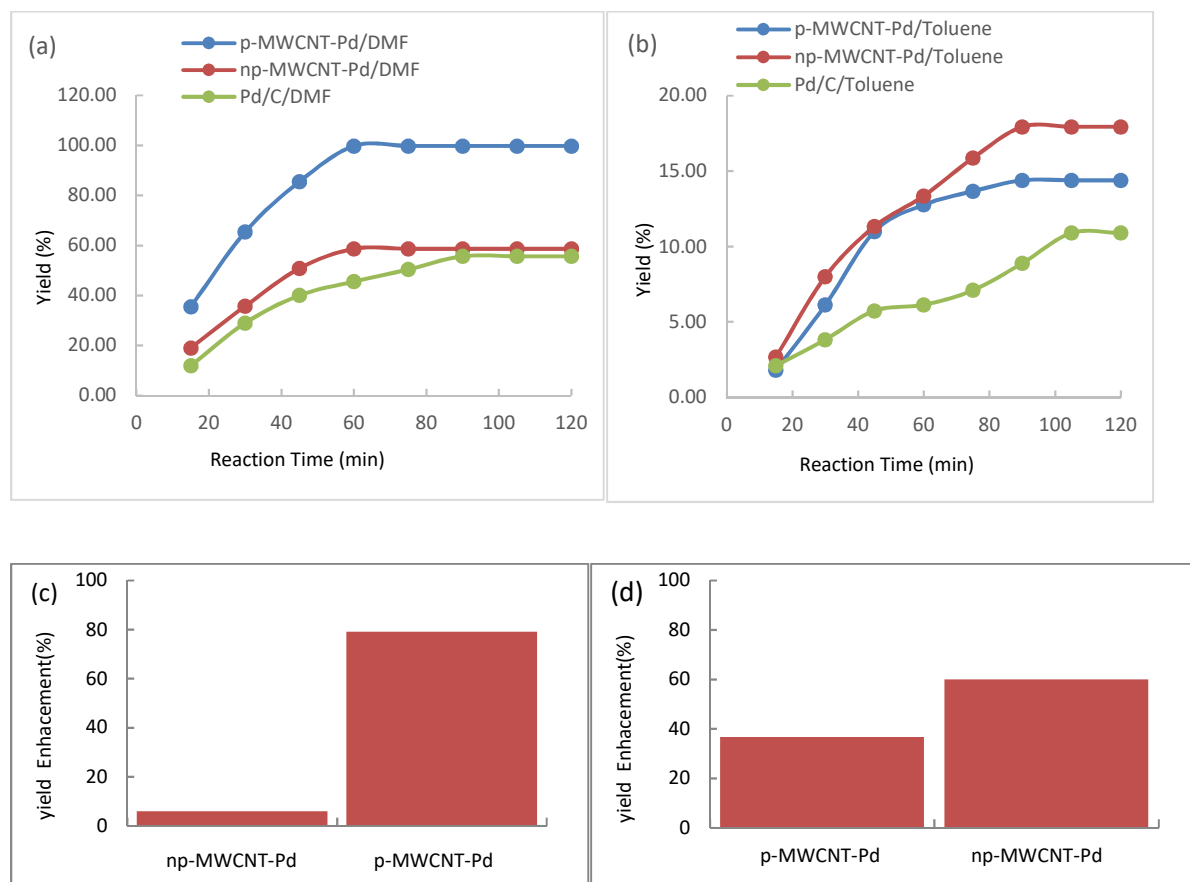 (a)
p-MWCNT-Pd/DMF
np-MWCNT-Pd/DMF
Pd/C/DMF
120.00
100.00
80.00
60.00
40.00
20.00
0.00
Yield (%)
0 20 40 60 80 100 120
Reaction Time (min)
(b)
p-MWCNT-Pd/Toluene
np-MWCNT-Pd/Toluene
Pd/C/Toluene
20.00
15.00
10.00
5.00
0.00
Yield (%)
0 20 40 60 80 100 120
Reaction Time (min)
(c)
100
80
60
40
20
0
yield Enhacement(%)
np-MWCNT-Pd p-MWCNT-Pd
(d)
100
80
60
40
20
0
yield Enhacement(%)
p-MWCNT-Pd np-MWCNT-Pd